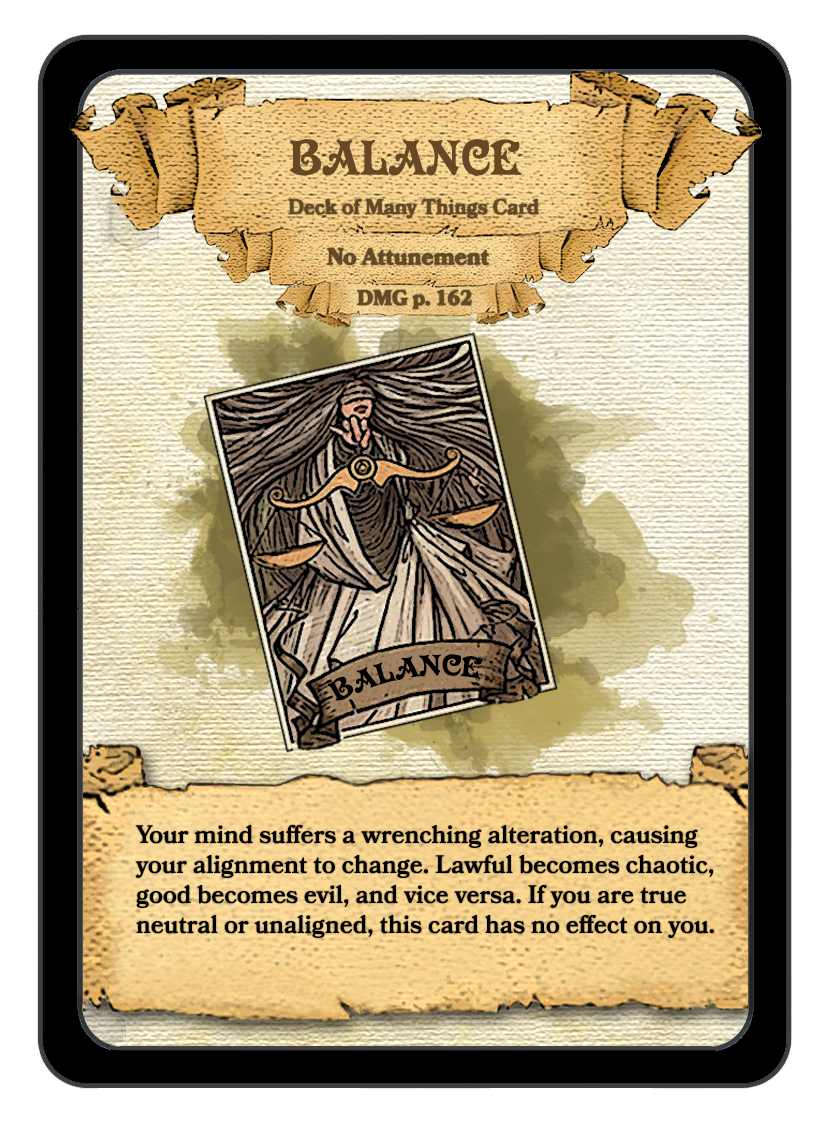 BALANCE
Deck of Many Things Card
No Attunement
DMG p. 162
BALANCE
Your mind suffers a wrenching alteration, causing
your alignment to change. Lawful becomes chaotic,
good becomes evil, and vice versa. If you are true
neutral or unaligned, this card has no effect on you.